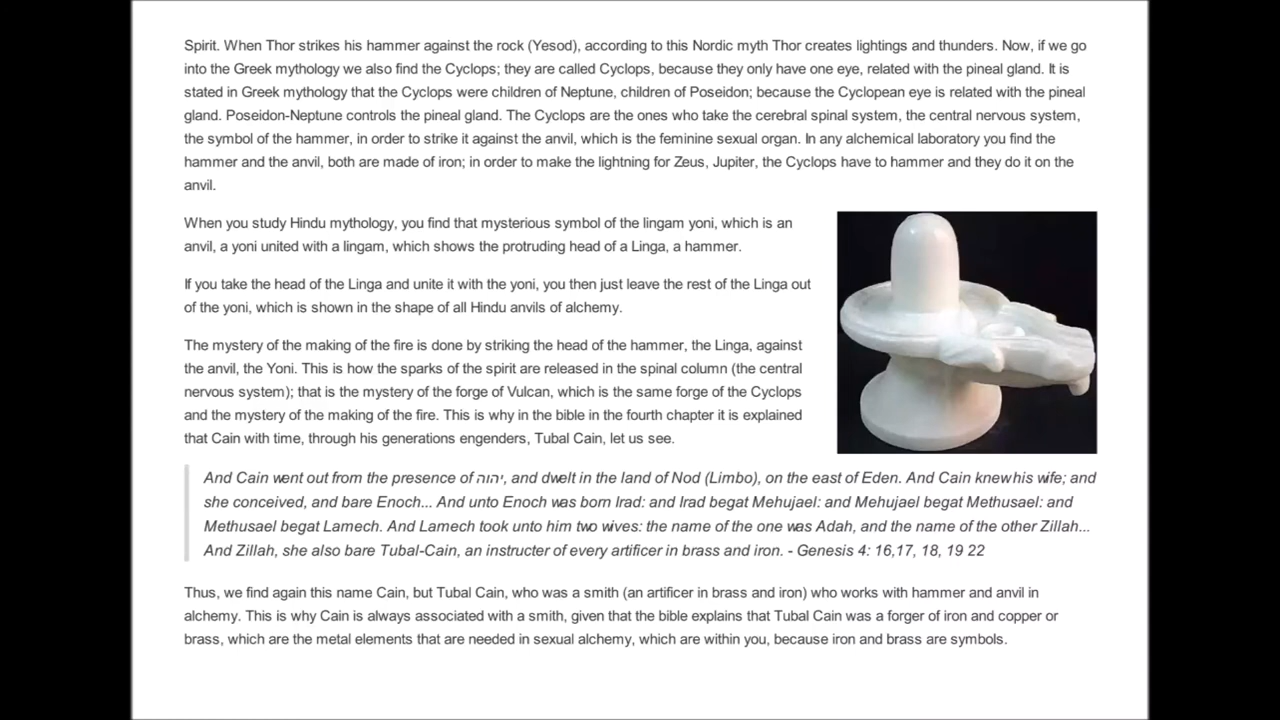 Spirit. When Thor strikes his hammer against the rock (Yesod), according to this Nordic myth Thor creates lightings and thunders. Now, if we go
into the Greek mythology we also find the Cyclops; they are called Cyclops, because they only have one eye, related with the pineal gland. It is
stated in Greek mythology that the Cyclops were children of Neptune, children of Poseidon; because the Cyclopean eye is related with the pineal
gland. Poseidon-Neptune controls the pineal gland. The Cyclops are the ones who take the cerebral spinal system, the central nervous system,
the symbol of the hammer, in order to strike it against the anvil, which is the feminine sexual organ. In any alchemical laboratory you find the
hammer and the anvil, both are made of iron; in order to make the lightning for Zeus, Jupiter, the Cyclops have to hammer and they do it on the
anvil.
When you study Hindu mythology, you find that mysterious symbol of the lingam yoni, which is an
anvil, a yoni united with a lingam, which shows the protruding head of a Linga, a hammer.
If you take the head of the Linga and unite it with the yoni, you then just leave the rest of the Linga out
of the yoni, which is shown in the shape of all Hindu anvils of alchemy.
The mystery of the making of the fire is done by striking the head of the hammer, the Linga, against
the anvil, the Yoni. This is how the sparks of the spirit are released in the spinal column (the central
nervous system); that is the mystery of the forge of Vulcan, which is the same forge of the Cyclops
and the mystery of the making of the fire. This is why in the bible in the fourth chapter it is explained
that Cain with time, through his generations engenders, Tubal Cain, let us see.
And Cain went out from the presence of יהוה, and dwelt in the land of Nod (Limbo), on the east of Eden. And Cain knew his wife; and
she conceived, and bare Enoch... And unto Enoch was born Irad: and Irad begat Mehujael: and Mehujael begat Methusael: and
Methusael begat Lamech. And Lamech took unto him two wives: the name of the one was Adah, and the name of the other Zillah...
And Zillah, she also bare Tubal-Cain, an instructer of every artificer in brass and iron. - Genesis 4: 16,17, 18, 19 22
Thus, we find again this name Cain, but Tubal Cain, who was a smith (an artificer in brass and iron) who works with hammer and anvil in
alchemy. This is why Cain is always associated with a smith, given that the bible explains that Tubal Cain was a forger of iron and copper or
brass, which are the metal elements that are needed in sexual alchemy, which are within you, because iron and brass are symbols.